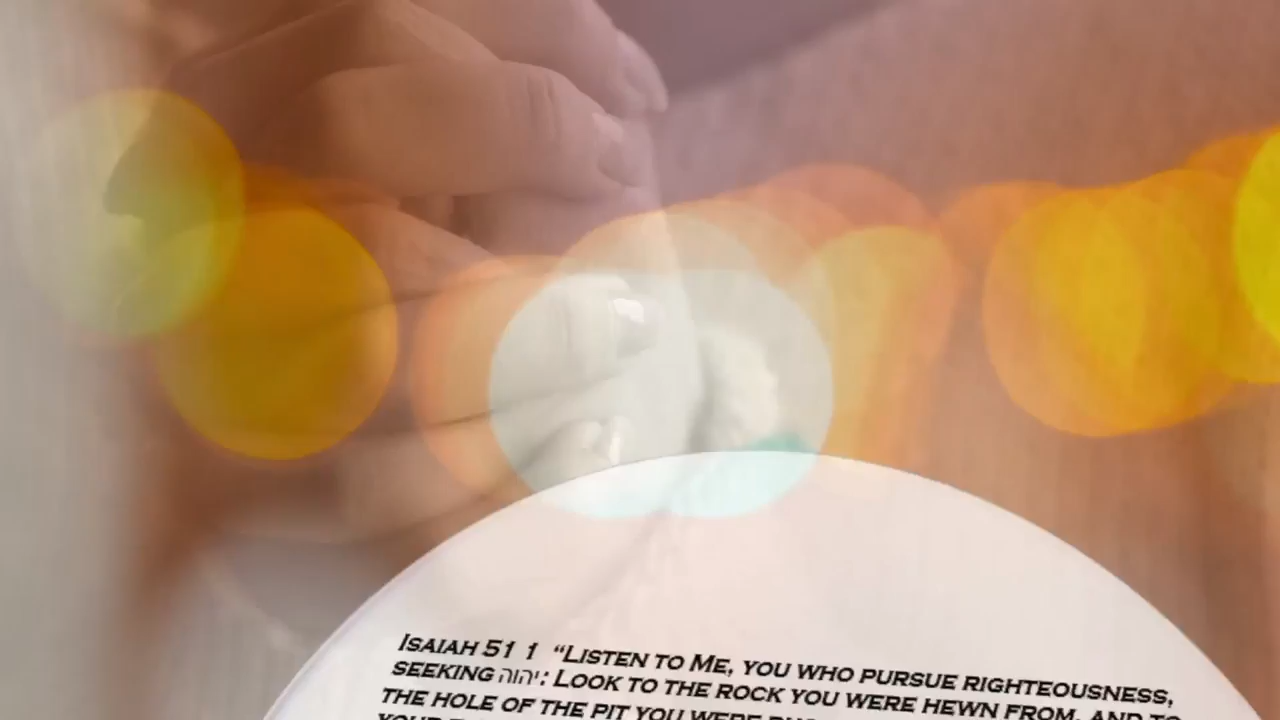 Isaiah 51 1 “Listen to Me, you who pursue righteousness,
seeking יהוה: Look to the rock you were hewn from, and to
the hole of the pit you were